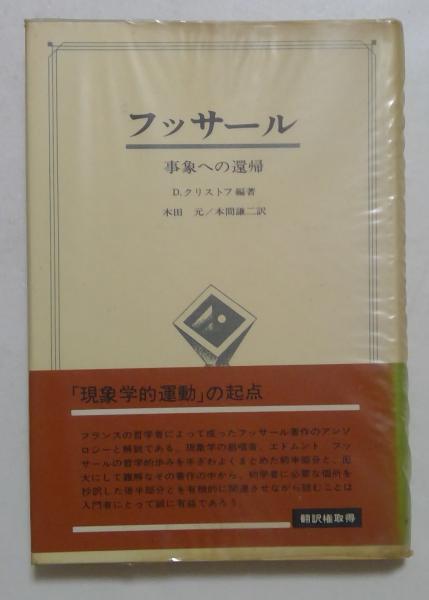 フッサール
事象への還帰
D.クリストフ編著
木田 元／本間謙二訳
「現象学的運動」の起点
フランスの哲学者によって成ったフッサール著作のアンソ
ロジーと解説である。現象学の創唱者、エドムント フッ
サールの哲学的歩みを手ぎわよくまとめた前半部分と、厖
大にして難解なその著作の中から、初学者に必要な個所を
抄訳した後半部分とを有機的に関連させながら読むことは
入門者にとって誠に有益であろう。
翻訳権取得